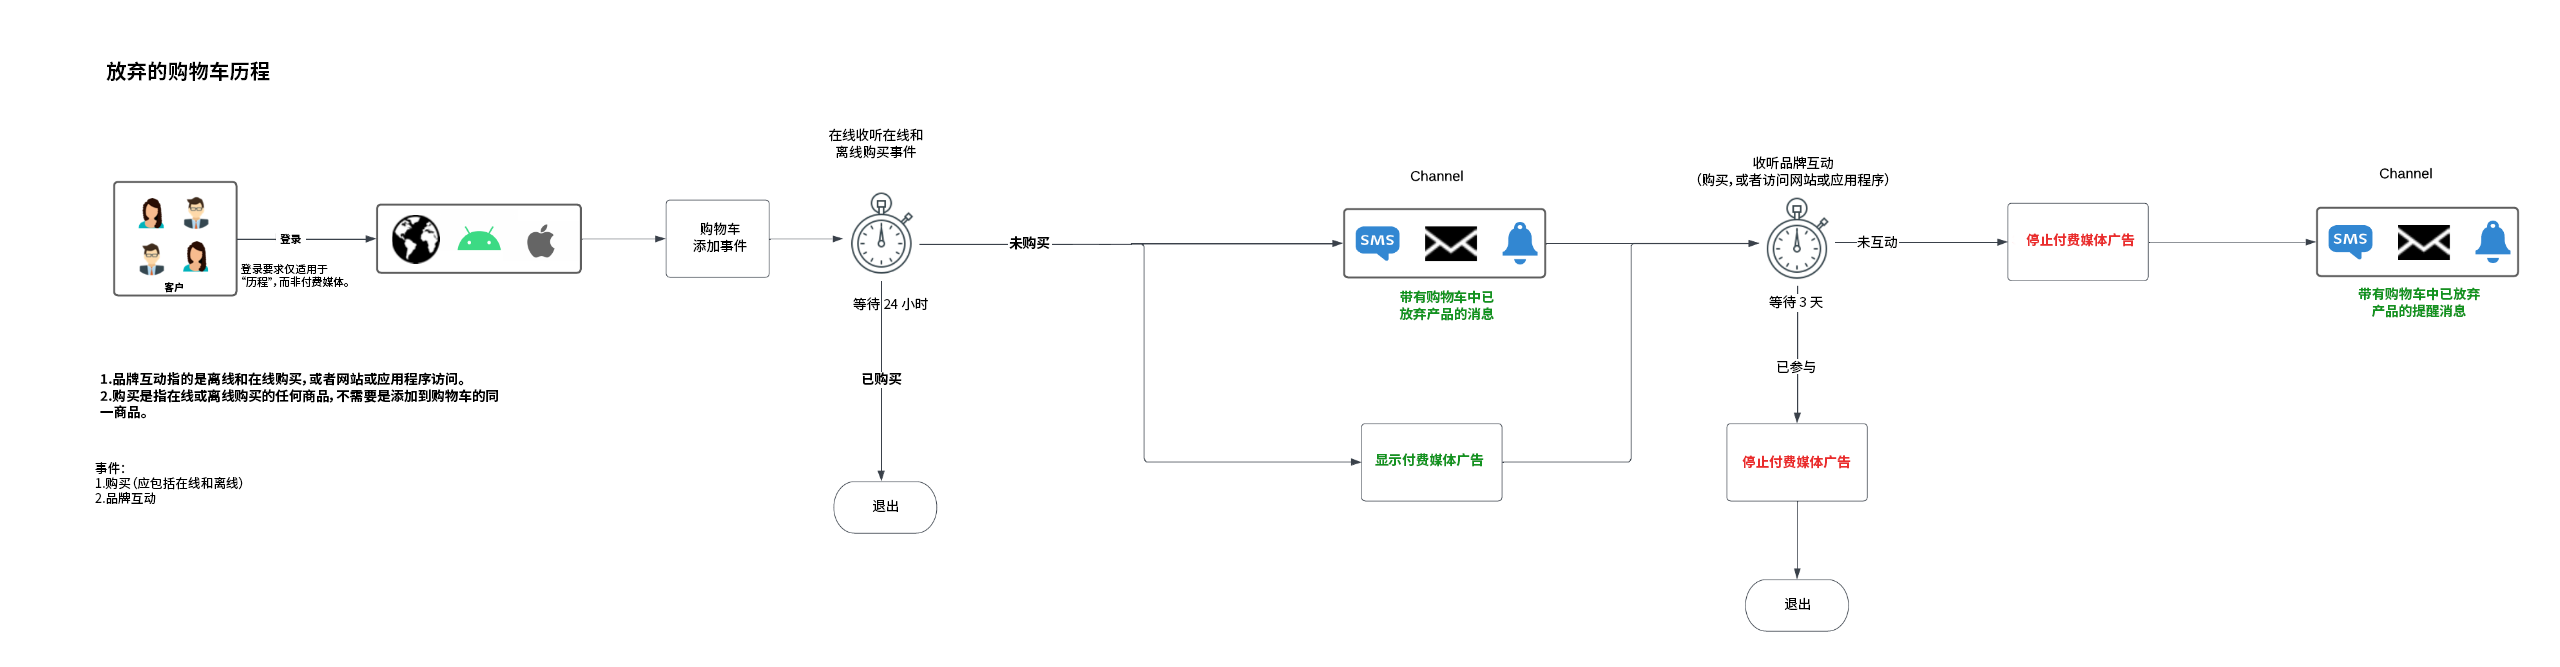 放弃的购物车历程
在线收听在线和
离线购买事件
收听品牌互动
（购买，或者访问网站或应用程序）
Channel
Channel
客户
登录
登录要求仅适用于
“历程”，而非付费媒体。
购物车
添加事件
等待 24 小时
未购买
已购买
退出
SMS
带有购物车中已
放弃产品的消息
显示付费媒体广告
等待 3 天
未互动
已参与
停止付费媒体广告
退出
停止付费媒体广告
SMS
带有购物车中已放弃
产品的提醒消息
1.品牌互动指的是离线和在线购买，或者网站或应用程序访问。
2.购买是指在线或离线购买的任何商品，不需要是添加到购物车的同
一商品。
事件：
1.购买（应包括在线和离线）
2.品牌互动